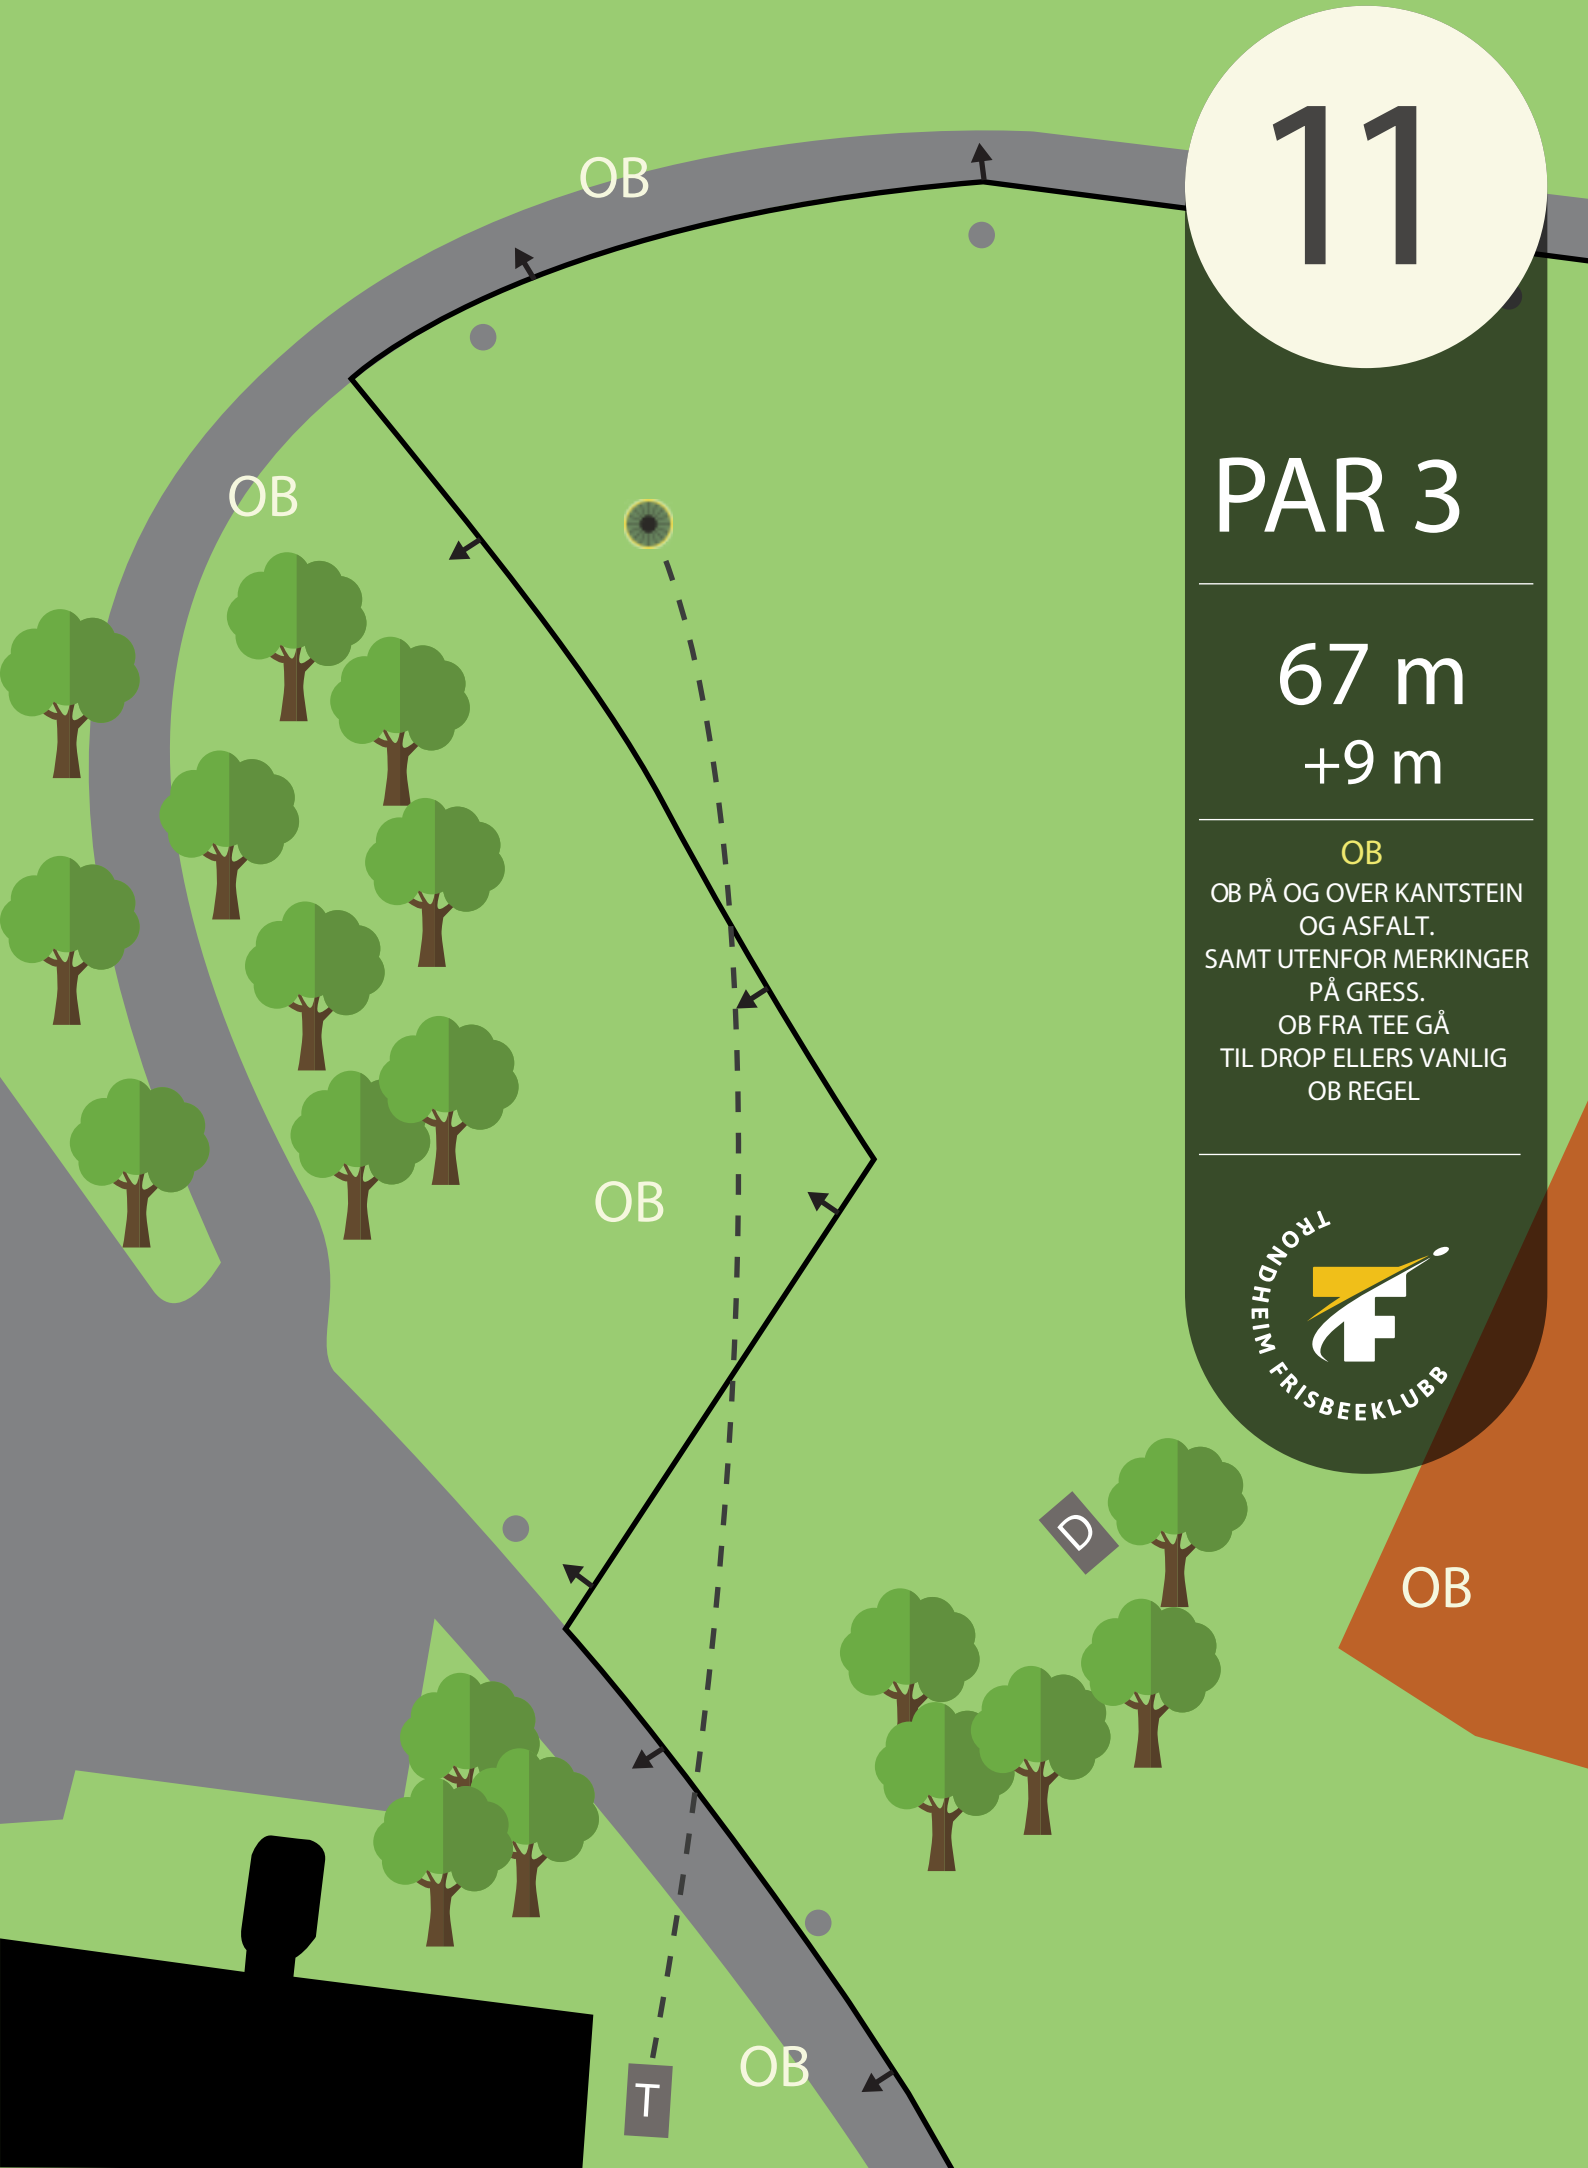 11
PAR 3
67 m
+9 m
OB
OB PÅ OG OVER KANTSTEIN
OG ASFALT.
SAMT UTENFOR MERKINGER
PÅ GRESS.
OB FRA TEE GÅ
TIL DROP ELLERS VANLIG
OB REGEL
TRONDHEIM FRISBEEKLUBB
F
OB
OB
OB
D
OB
OB
T